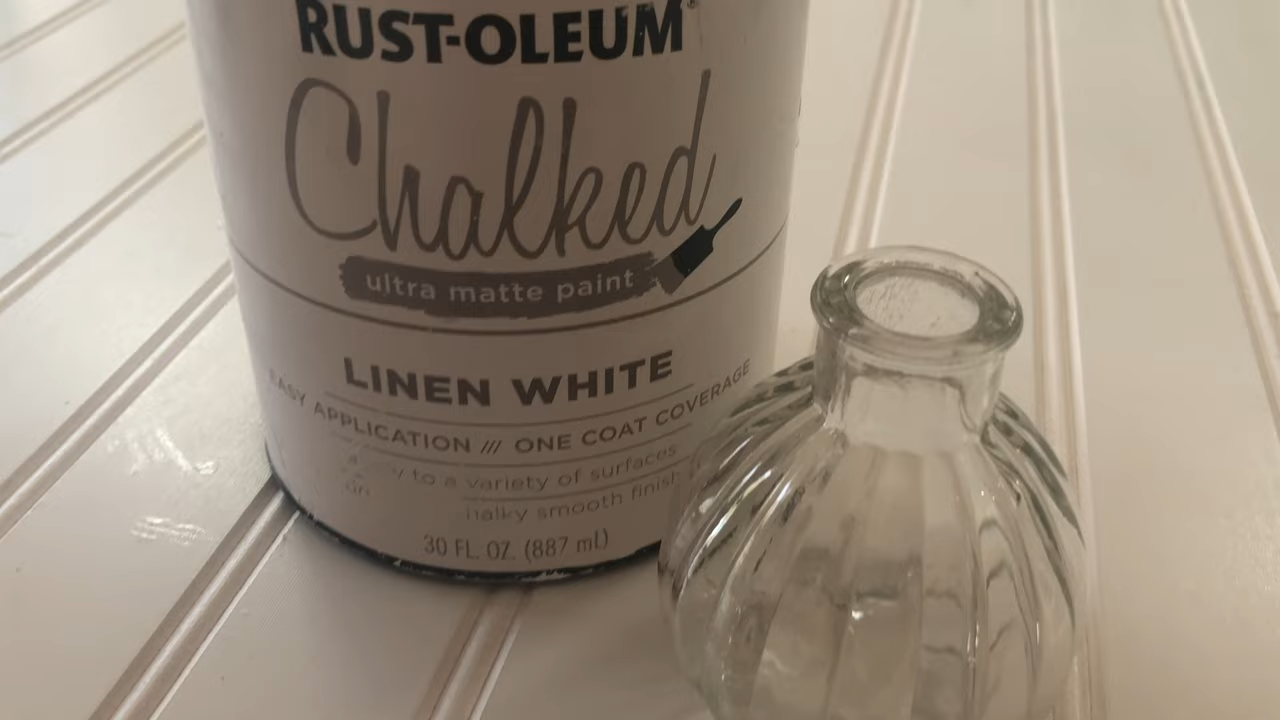 RUST-OLEUM®
Chalked
ultra matte paint
LINEN WHITE
EASY APPLICATION /// ONE COAT COVERAGE
to a variety of surfaces
smooth finish
30 FL. OZ. (887 mL)